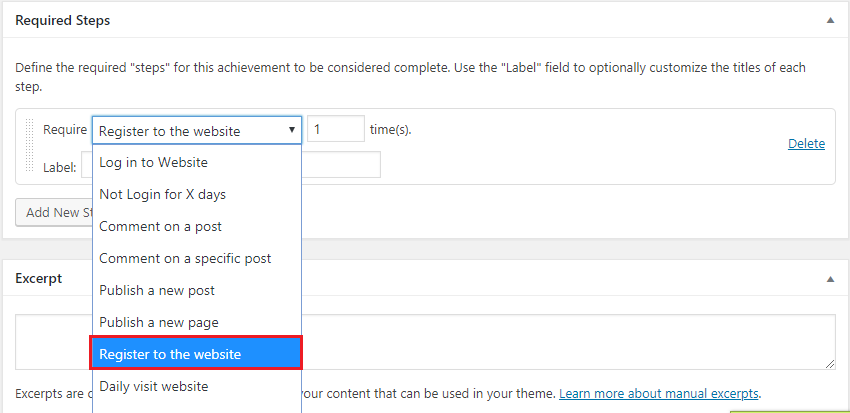 Required Steps
Define the required "steps" for this achievement to be considered complete. Use the "Label" field to optionally customize the titles of each
step.
Require Register to the website 1 time(s).
Delete
Log in to Website
Label:
Not Login for X days
Add New St
Comment on a post
Comment on a specific post
Excerpt
Publish a new post
Publish a new page
Register to the website
Daily visit website
Excerpts are your content that can be used in your theme. Learn more about manual excerpts.